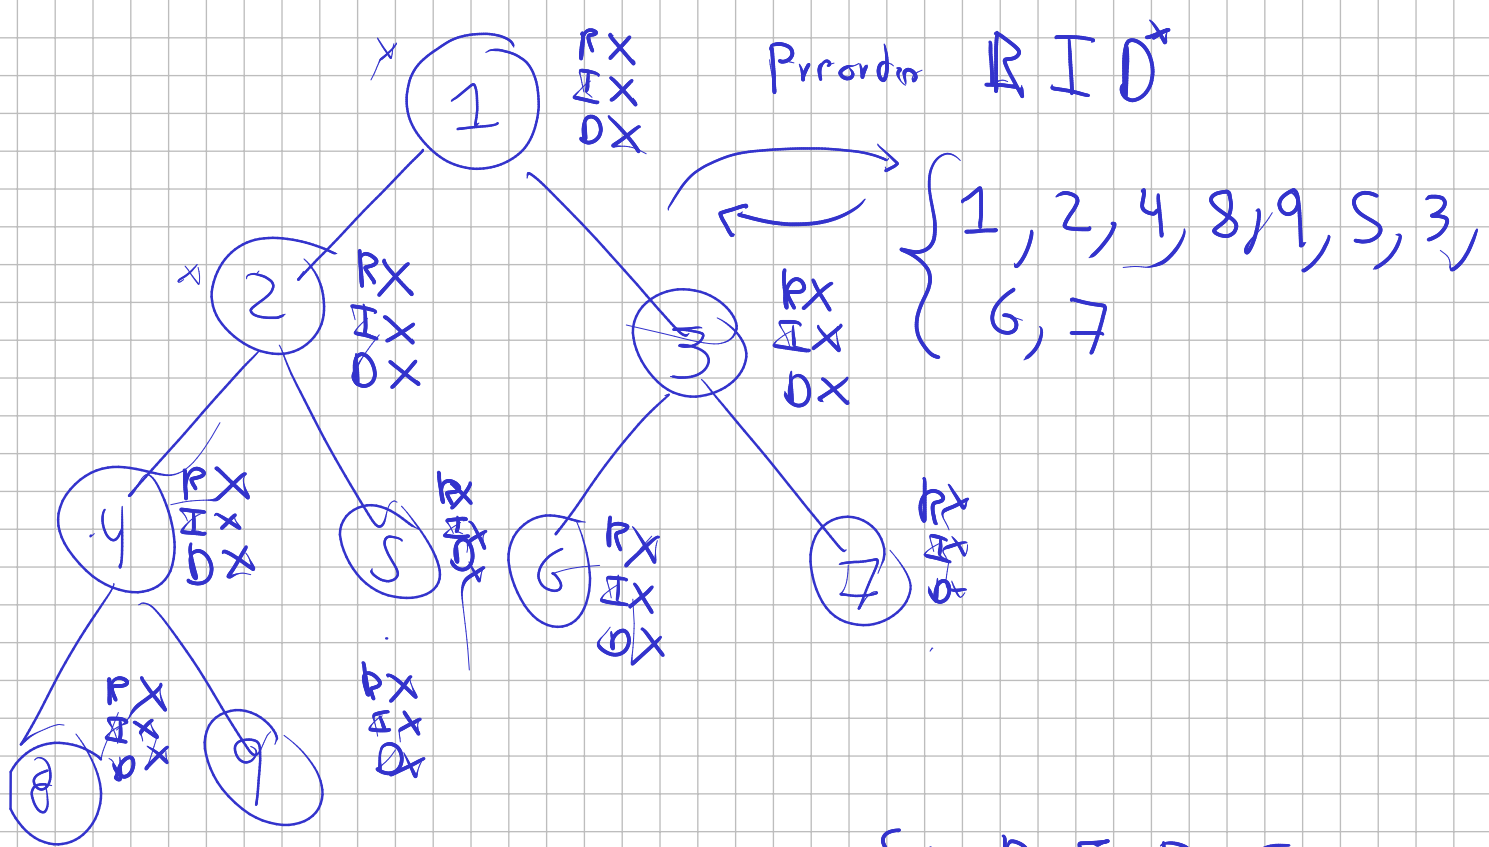 Preorden R I D*
1
R X
I X
D X
{ 1, 2, 4, 8, 9, 5, 3,
6, 7
2
R X
I X
D X
3
R X
I X
D X
4
R X
I X
D X
5
R X
I X
D X
6
R X
I X
D X
7
R X
I X
D X
8
R X
I X
D X
9
R X
I X
D X